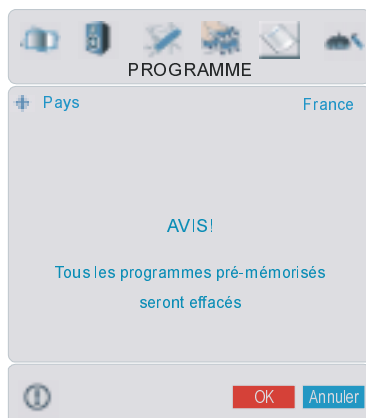 PROGRAMME
Pays France
AVIS!
Tous les programmes pré-mémorisés
seront effacés
OK Annuler